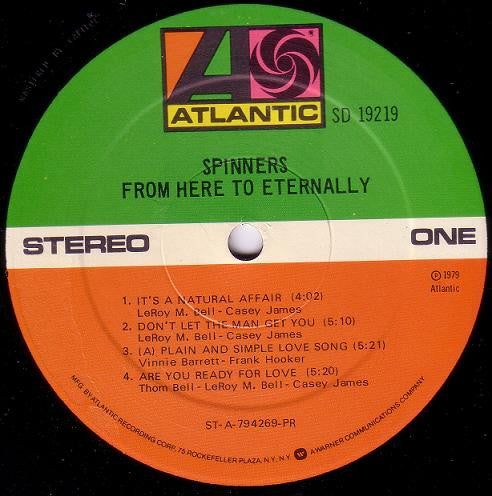 ATLANTIC
SD 19219
SPINNERS
FROM HERE TO ETERNALLY
STEREO
ONE
Ⓟ 1979
Atlantic
1. IT'S A NATURAL AFFAIR (4:02)
LeRoy M. Bell - Casey James
2. DON'T LET THE MAN GET YOU (5:10)
LeRoy M. Bell - Casey James
3. (A) PLAIN AND SIMPLE LOVE SONG (5:21)
Vinnie Barrett - Frank Hooker
4. ARE YOU READY FOR LOVE (5:20)
Thom Bell - LeRoy M. Bell - Casey James
ST-A-794269-PR
MFG. BY ATLANTIC RECORDING CORP., 75 ROCKEFELLER PLAZA, N.Y., N.Y. A WARNER COMMUNICATIONS COMPANY